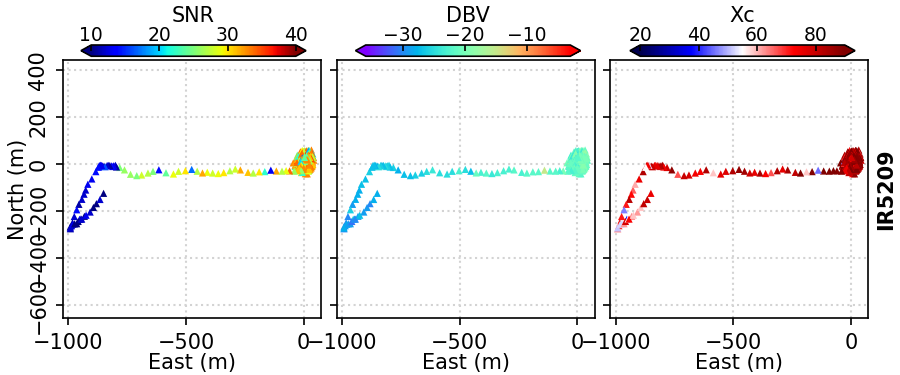 SNR DBV Xc
10 20 30 40 −30 −20 −10 20 40 60 80
400
200
0
−200
−400
−600
North (m)
IR5209
−1000 −500 0 −1000 −500 0 −1000 −500 0
East (m) East (m) East (m)